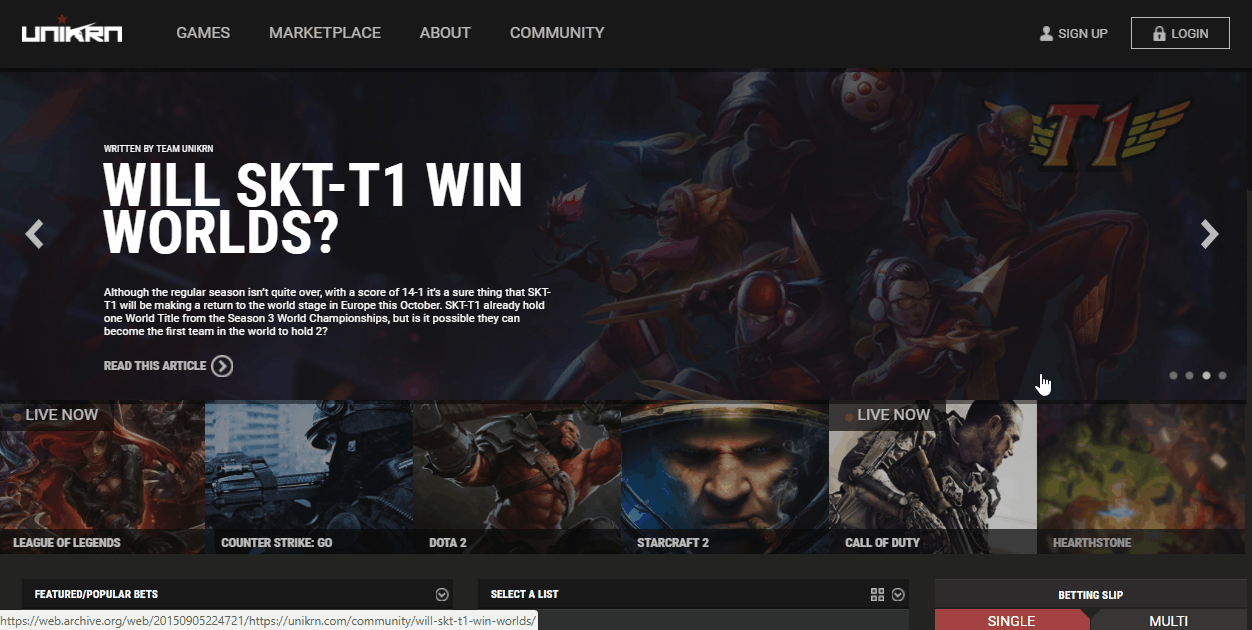 UNIKRN
GAMES
MARKETPLACE
ABOUT
COMMUNITY
SIGN UP
LOGIN
T1
WRITTEN BY TEAM UNIKRN
WILL SKT-T1 WIN
WORLDS?
Although the regular season isn't quite over, with a score of 14-1 it's a sure thing that SKT-
T1 will be making a return to the world stage in Europe this October. SKT-T1 already hold
one World Title from the Season 3 World Championships, but is it possible they can
become the first team in the world to hold 2?
READ THIS ARTICLE
LIVE NOW
LIVE NOW
LEAGUE OF LEGENDS
COUNTER STRIKE: GO
DOTA 2
STARCRAFT 2
CALL OF DUTY
HEARTHSTONE
FEATURED/POPULAR BETS
SELECT A LIST
BETTING SLIP
SINGLE
MULTI
https://web.archive.org/web/20150905224721/https://unikrn.com/community/will-skt-t1-win-worlds/